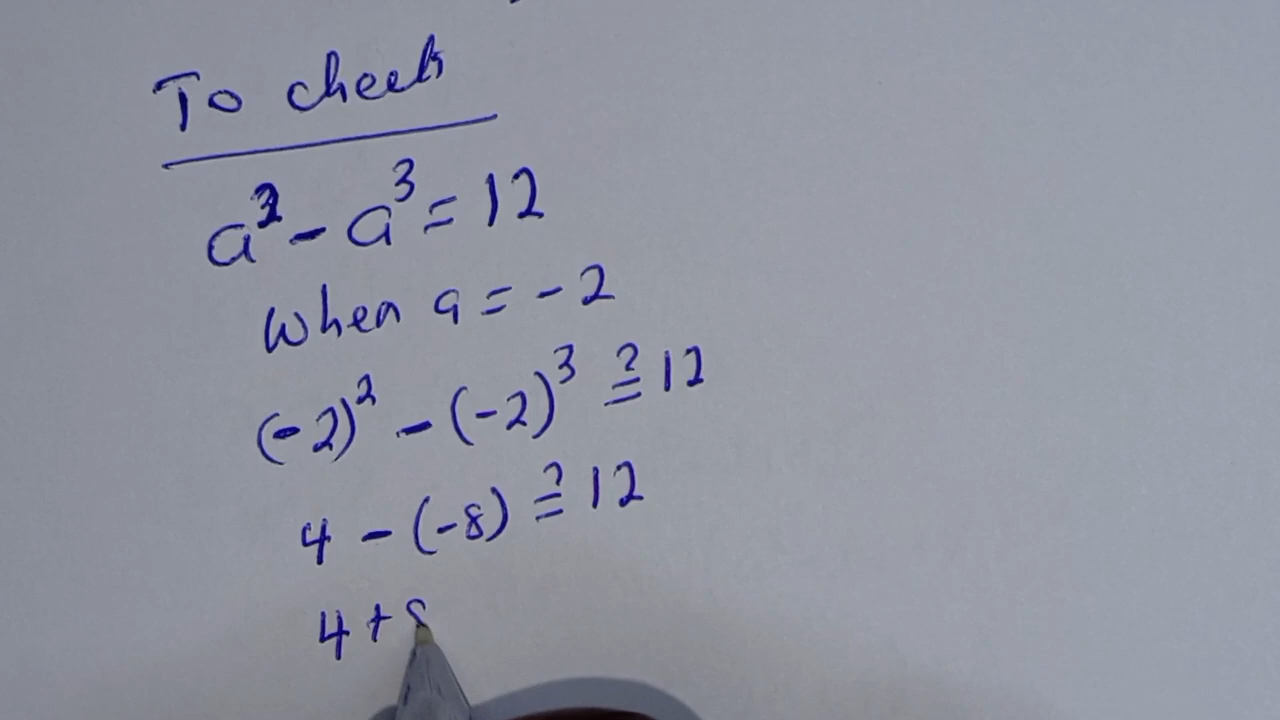 To check
a² - a³ = 12
When a = -2
(-2)² - (-2)³ ≟ 12
4 - (-8) ≟ 12
4 + 8